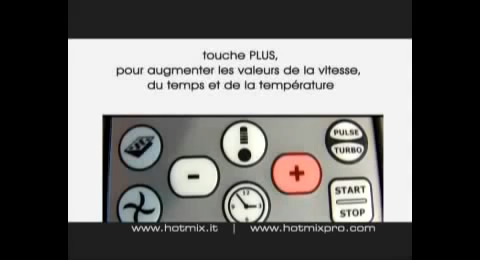 touche PLUS,
pour augmenter les valeurs de la vitesse,
du temps et de la température
PULSE
TURBO
-
+
START
STOP
www.hotmix.it | www.hotmixpro.com